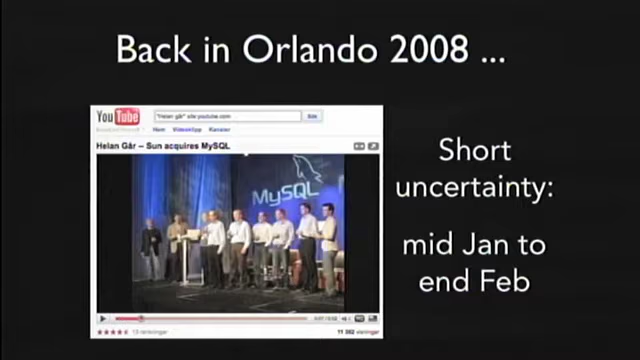 Back in Orlando 2008 ...
YouTube
"Helan går" site:youtube.com
Sök
Hem Videoklipp Kanaler
Helan Går – Sun acquires MySQL
MySQL
Short
uncertainty:
mid Jan to
end Feb